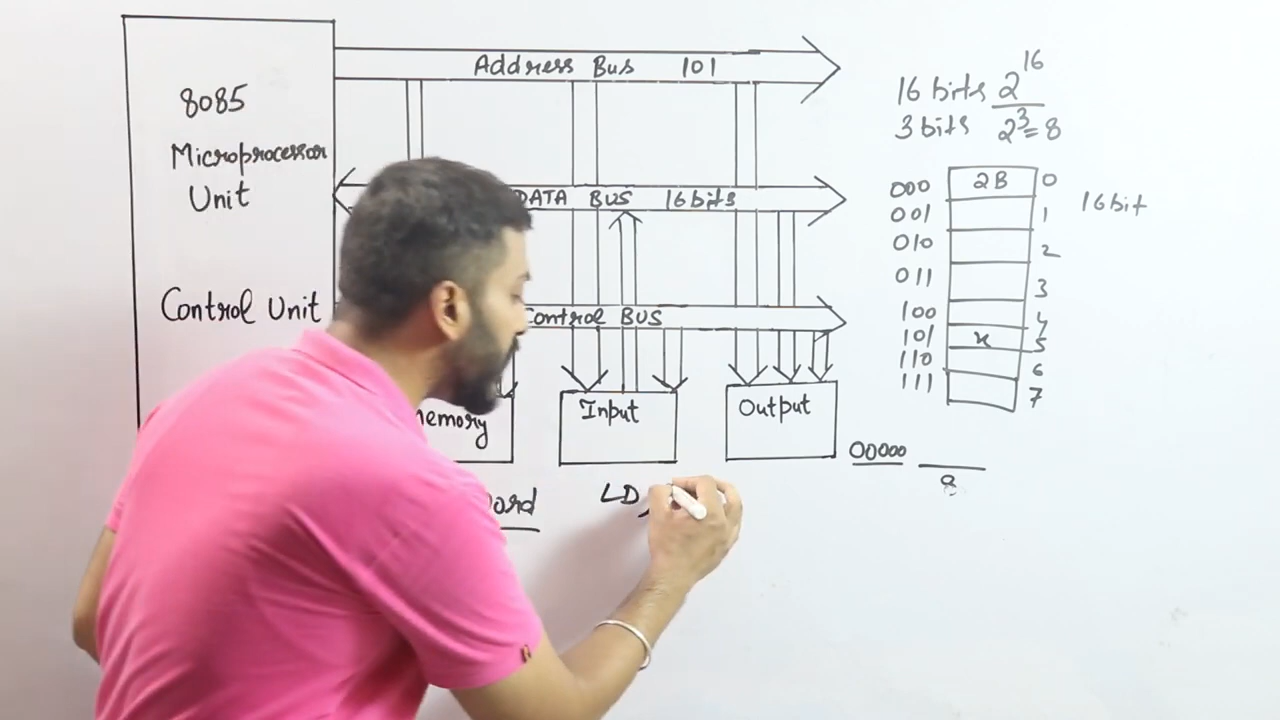 Address Bus 101
8085
Microprocessor
Unit
DATA BUS 16 bits
Control Unit
Control BUS
memory
Input
Output
LD
16 bits 2^16
3 bits 2^3=8
000 2B 0
001 1
010 2
011 3
100 4
101 x 5
110 6
111 7
16 bit
00000
8